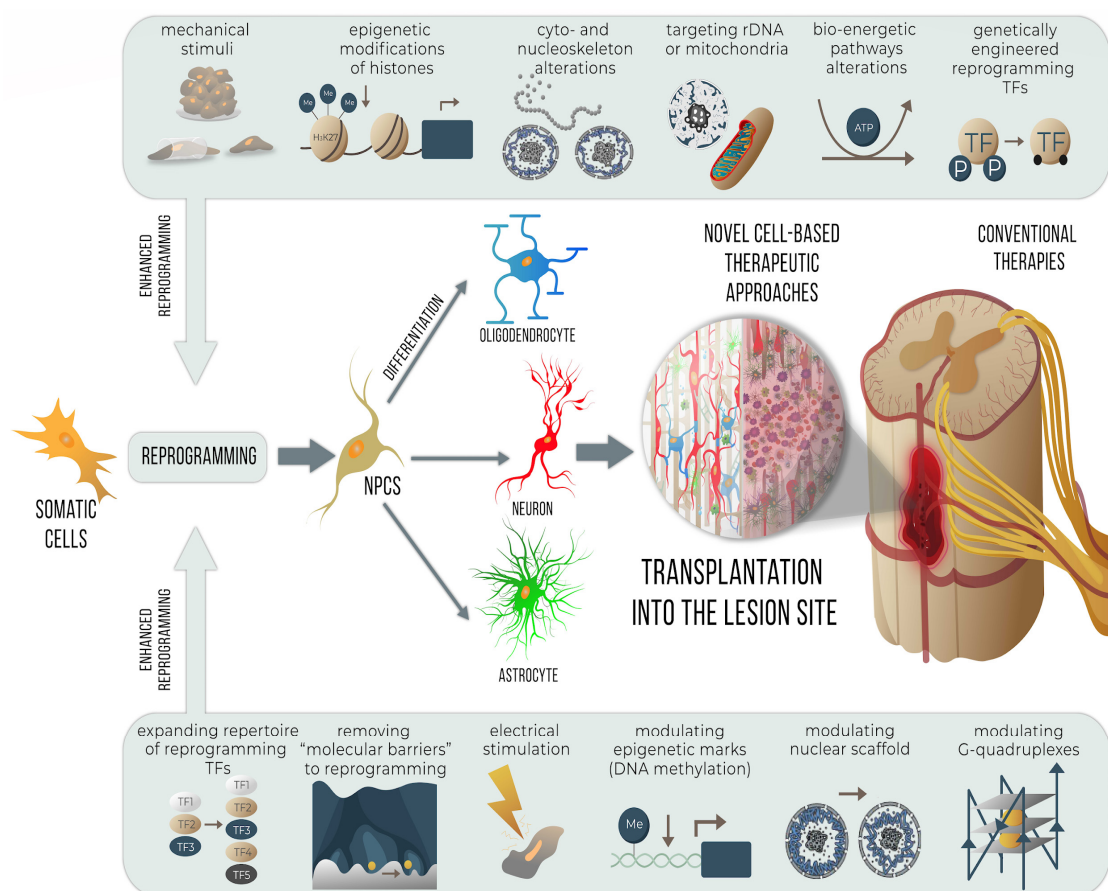 mechanical
stimuli
epigenetic
modifications
of histones
cyto- and
nucleoskeleton
alterations
targeting rDNA
or mitochondria
bio-energetic
pathways
alterations
genetically
engineered
reprogramming
TFs
Me
Me
Me
H3K27
ATP
TF
TF
P
P
ENHANCED
REPROGRAMMING
OLIGODENDROCYTE
NOVEL CELL-BASED
THERAPEUTIC
APPROACHES
CONVENTIONAL
THERAPIES
DIFFERENTIATION
SOMATIC
CELLS
REPROGRAMMING
NPCS
NEURON
TRANSPLANTATION
INTO THE LESION SITE
ENHANCED
REPROGRAMMING
ASTROCYTE
expanding repertoire
of reprogramming
TFs
removing
“molecular barriers”
to reprogramming
electrical
stimulation
modulating
epigenetic marks
(DNA methylation)
modulating
nuclear scaffold
modulating
G-quadruplexes
TF1
TF2
TF3
TF1
TF2
TF3
TF4
TF5
Me